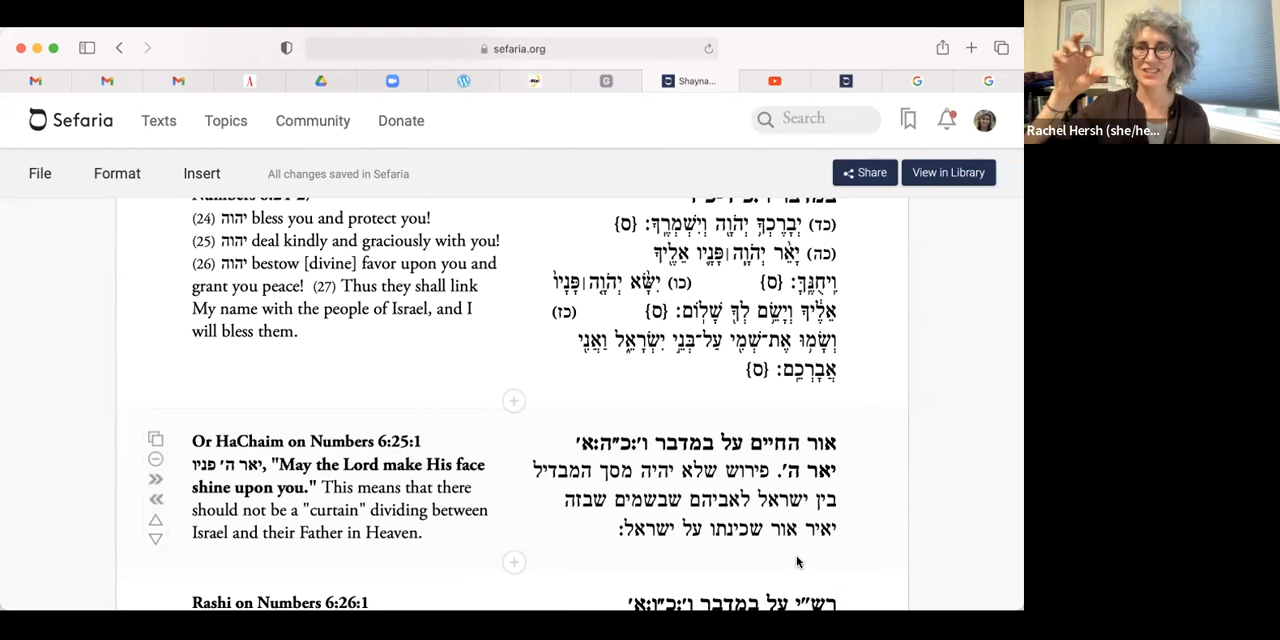 sefaria.org
Shayna...
Sefaria
Texts
Topics
Community
Donate
Search
File
Format
Insert
All changes saved in Sefaria
Share
View in Library
(24) יהוה bless you and protect you!
(25) יהוה deal kindly and graciously with you!
(26) יהוה bestow [divine] favor upon you and
grant you peace! (27) Thus they shall link
My name with the people of Israel, and I
will bless them.
(כד) יְבָרֶכְךָ֥ יְהֹוָ֖ה וְיִשְׁמְרֶֽךָ׃ {ס}
(כה) יָאֵ֨ר יְהֹוָ֧ה ׀ פָּנָ֛יו אֵלֶ֖יךָ
וִֽיחֻנֶּֽךָּ׃ {ס} (כו) יִשָּׂ֨א יְהֹוָ֤ה ׀ פָּנָיו֙
אֵלֶ֔יךָ וְיָשֵׂ֥ם לְךָ֖ שָׁלֽוֹם׃ {ס} (כז)
וְשָׂמ֥וּ אֶת־שְׁמִ֖י עַל־בְּנֵ֣י יִשְׂרָאֵ֑ל וַאֲנִ֖י
אֲבָרְכֵֽם׃ {ס}
Or HaChaim on Numbers 6:25:1
יאר ה׳ פניו, "May the Lord make His face
shine upon you." This means that there
should not be a "curtain" dividing between
Israel and their Father in Heaven.
אור החיים על במדבר ו׳:כ״ה:א׳
יאר ה׳. פירוש שלא יהיה מסך המבדיל
בין ישראל לאביהם שבשמים שבזה
יאיר אור שכינתו על ישראל:
Rashi on Numbers 6:26:1
רש״י על במדבר ו׳:כ״ו:א׳
Rachel Hersh (she/he...